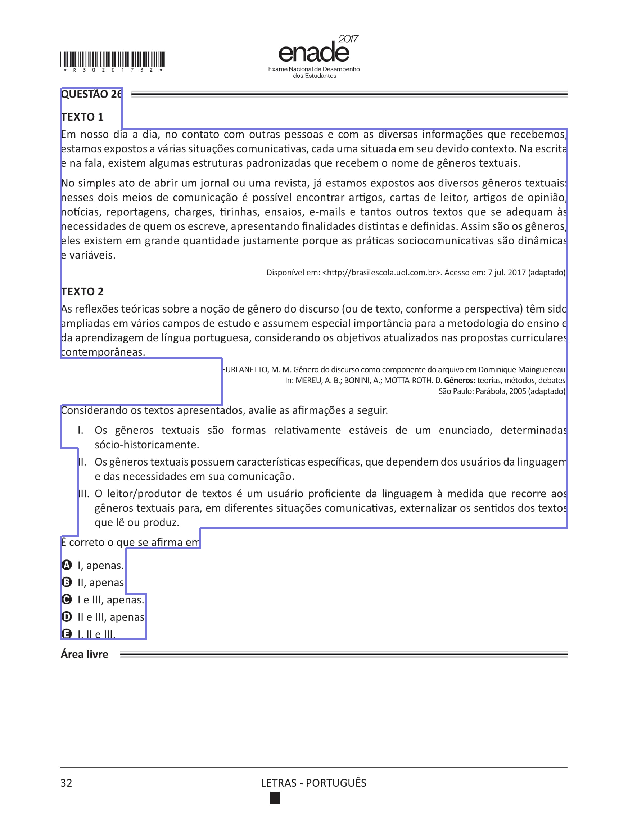 *R3020173​2*
enade2017
Exame Nacional de Desempenho
dos Estudantes
QUESTÃO 26
TEXTO 1
Em nosso dia a dia, no contato com outras pessoas e com as diversas informações que recebemos,
estamos expostos a várias situações comunicativas, cada uma situada em seu devido contexto. Na escrita
e na fala, existem algumas estruturas padronizadas que recebem o nome de gêneros textuais.
No simples ato de abrir um jornal ou uma revista, já estamos expostos aos diversos gêneros textuais:
nesses dois meios de comunicação é possível encontrar artigos, cartas de leitor, artigos de opinião,
notícias, reportagens, charges, tirinhas, ensaios, e-mails e tantos outros textos que se adequam às
necessidades de quem os escreve, apresentando finalidades distintas e definidas. Assim são os gêneros,
eles existem em grande quantidade justamente porque as práticas sociocomunicativas são dinâmicas
e variáveis.
Disponível em: <http://brasilescola.uol.com.br>. Acesso em: 7 jul. 2017 (adaptado)
TEXTO 2
As reflexões teóricas sobre a noção de gênero do discurso (ou de texto, conforme a perspectiva) têm sido
ampliadas em vários campos de estudo e assumem especial importância para a metodologia do ensino e
da aprendizagem de língua portuguesa, considerando os objetivos atualizados nas propostas curriculares
contemporâneas.
FURLANETTO, M. M. Gênero do discurso como componente do arquivo em Dominique Maingueneau.
In: MEREU, A. B.; BONINI, A.; MOTTA-ROTH. D. Gêneros: teorias, métodos, debates.
São Paulo: Parábola, 2005 (adaptado)
Considerando os textos apresentados, avalie as afirmações a seguir.
I. Os gêneros textuais são formas relativamente estáveis de um enunciado, determinadas
sócio-historicamente.
II. Os gêneros textuais possuem características específicas, que dependem dos usuários da linguagem
e das necessidades em sua comunicação.
III. O leitor/produtor de textos é um usuário proficiente da linguagem à medida que recorre aos
gêneros textuais para, em diferentes situações comunicativas, externalizar os sentidos dos textos
que lê ou produz.
É correto o que se afirma em
A I, apenas.
B II, apenas.
C I e III, apenas.
D II e III, apenas.
E I, II e III.
Área livre
32
LETRAS - PORTUGUÊS